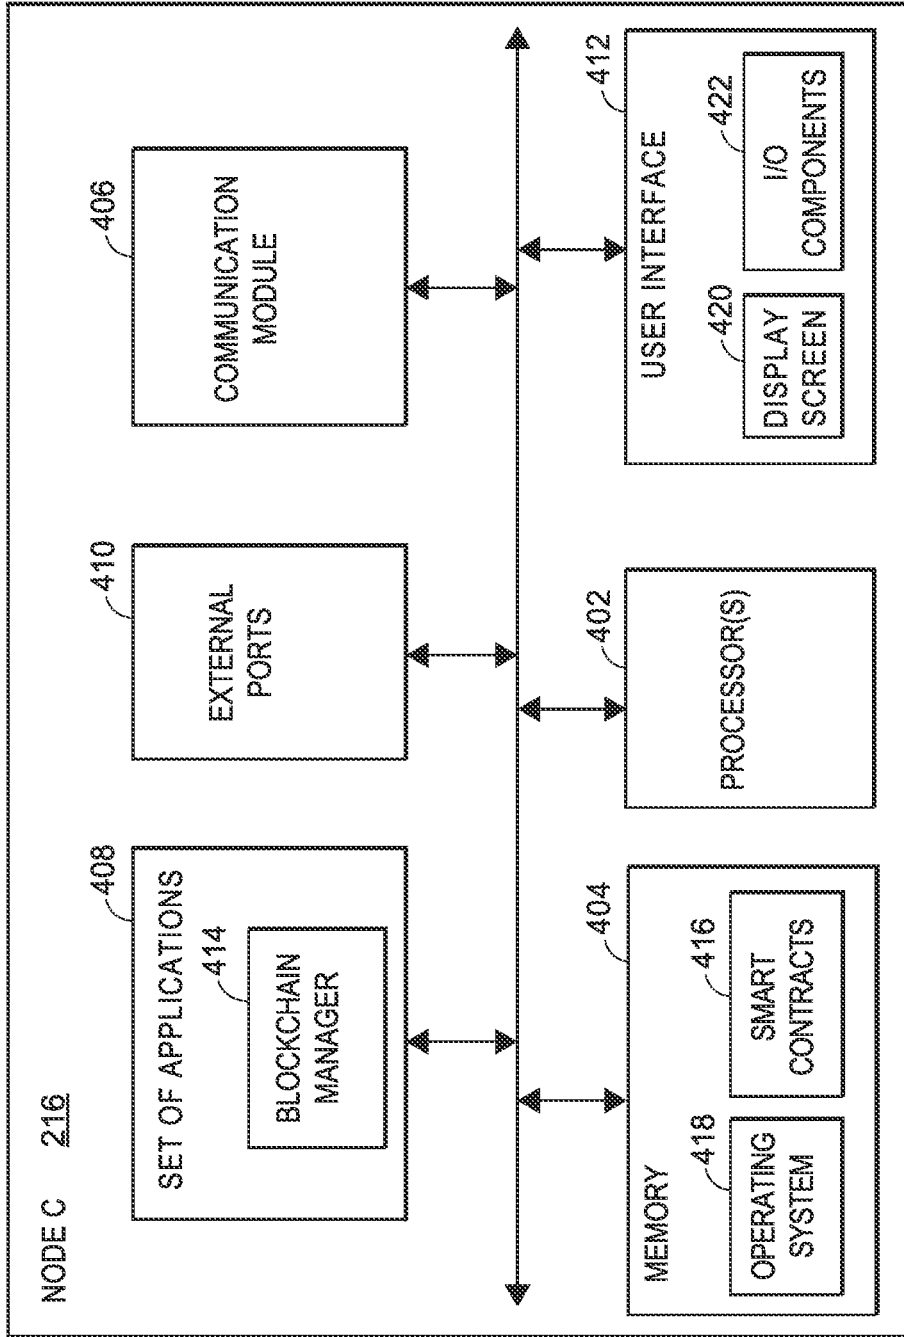 NODE C 216
408
SET OF APPLICATIONS
414
BLOCKCHAIN
MANAGER
410
EXTERNAL
PORTS
406
COMMUNICATION
MODULE
404
MEMORY
418
OPERATING
SYSTEM
416
SMART
CONTRACTS
402
PROCESSOR(S)
412
USER INTERFACE
420
DISPLAY
SCREEN
422
I/O
COMPONENTS